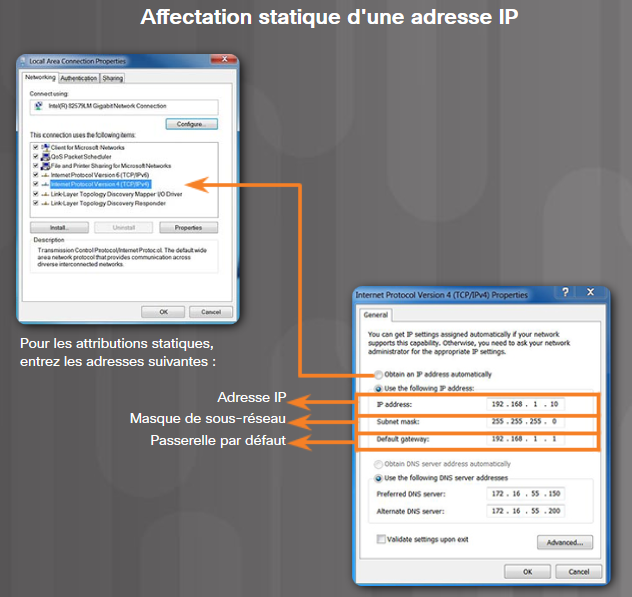 Affectation statique d'une adresse IP
Local Area Connection Properties
Networking Authentication Sharing
Connect using:
Intel(R) 82579LM Gigabit Network Connection
Configure...
This connection uses the following items:
Client for Microsoft Networks
QoS Packet Scheduler
File and Printer Sharing for Microsoft Networks
Internet Protocol Version 6 (TCP/IPv6)
Internet Protocol Version 4 (TCP/IPv4)
Link-Layer Topology Discovery Mapper I/O Driver
Link-Layer Topology Discovery Responder
Install... Uninstall Properties
Description
Transmission Control Protocol/Internet Protocol. The default wide
area network protocol that provides communication across
diverse interconnected networks.
OK Cancel
Pour les attributions statiques,
entrez les adresses suivantes :
Adresse IP
Masque de sous-réseau
Passerelle par défaut
Internet Protocol Version 4 (TCP/IPv4) Properties
General
You can get IP settings assigned automatically if your network
supports this capability. Otherwise, you need to ask your network
administrator for the appropriate IP settings.
Obtain an IP address automatically
Use the following IP address:
IP address: 192 . 168 . 1 . 10
Subnet mask: 255 . 255 . 255 . 0
Default gateway: 192 . 168 . 1 . 1
Obtain DNS server address automatically
Use the following DNS server addresses
Preferred DNS server: 172 . 16 . 55 . 150
Alternate DNS server: 172 . 16 . 55 . 200
Validate settings upon exit
Advanced...
OK Cancel